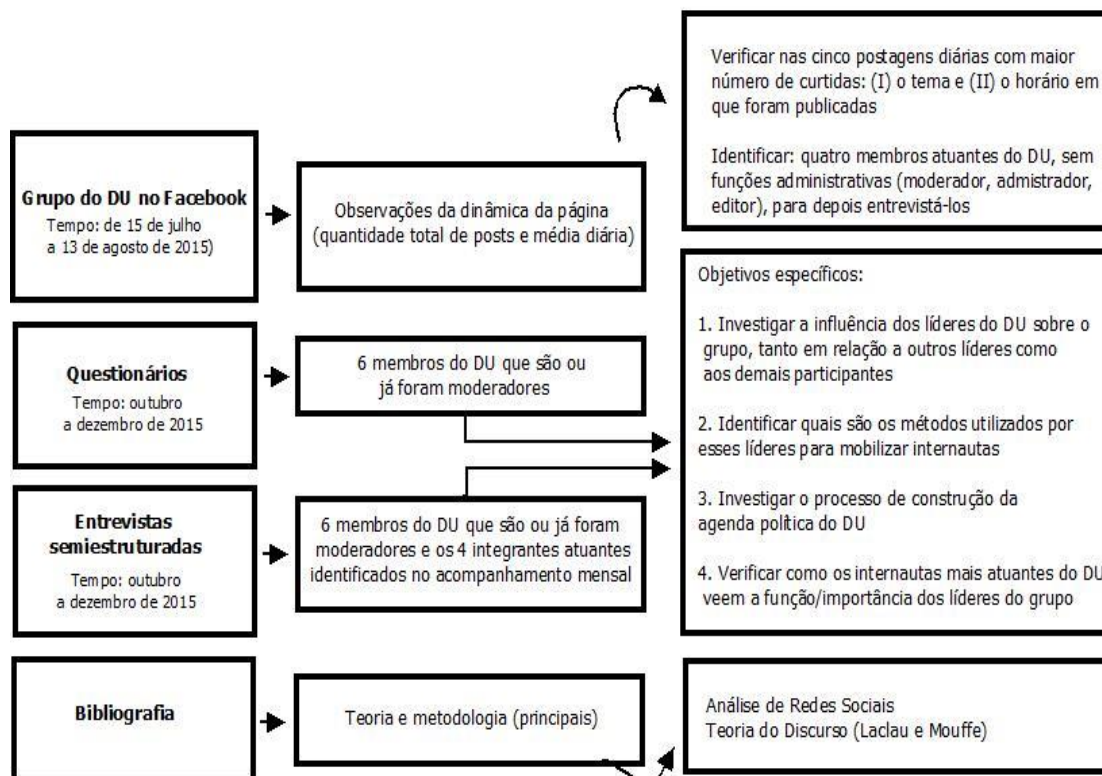 Verificar nas cinco postagens diárias com maior
número de curtidas: (I) o tema e (II) o horário em
que foram publicadas
Identificar: quatro membros atuantes do DU, sem
funções administrativas (moderador, admistrador,
editor), para depois entrevistá-los
Grupo do DU no Facebook
Tempo: de 15 de julho
a 13 de agosto de 2015)
Observações da dinâmica da página
(quantidade total de posts e média diária)
Objetivos específicos:
1. Investigar a influência dos líderes do DU sobre o
grupo, tanto em relação a outros líderes como
aos demais participantes
2. Identificar quais são os métodos utilizados por
esses líderes para mobilizar internautas
3. Investigar o processo de construção da
agenda política do DU
4. Verificar como os internautas mais atuantes do DU
veem a função/importância dos líderes do grupo
Questionários
Tempo: outubro
a dezembro de 2015
6 membros do DU que são ou
já foram moderadores
Entrevistas
semiestruturadas
Tempo: outubro
a dezembro de 2015
6 membros do DU que são ou já foram
moderadores e os 4 integrantes atuantes
identificados no acompanhamento mensal
Bibliografia
Teoria e metodologia (principais)
Análise de Redes Sociais
Teoria do Discurso (Laclau e Mouffe)